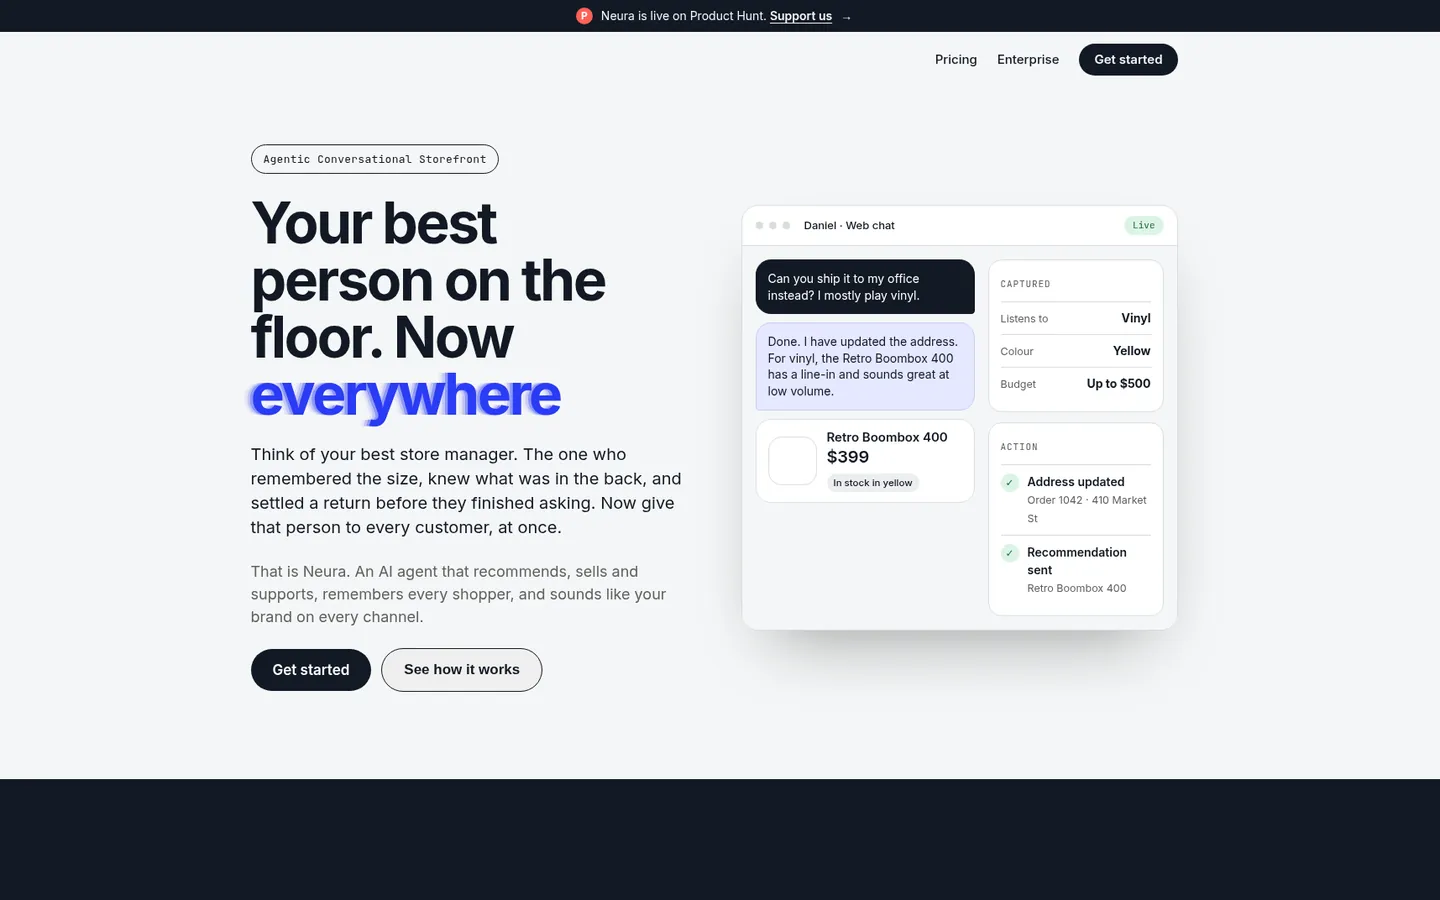 P Neura is live on Product Hunt. Support us →
Pricing Enterprise Get started
Agentic Conversational Storefront
Your best
person on the
floor. Now
everywhere
Think of your best store manager. The one who
remembered the size, knew what was in the back, and
settled a return before they finished asking. Now give
that person to every customer, at once.
That is Neura. An AI agent that recommends, sells and
supports, remembers every shopper, and sounds like your
brand on every channel.
Get started See how it works
Daniel · Web chat Live
Can you ship it to my office
instead? I mostly play vinyl.
Done. I have updated the address.
For vinyl, the Retro Boombox 400
has a line-in and sounds great at
low volume.
Retro Boombox 400
$399
In stock in yellow
CAPTURED
Listens to Vinyl
Colour Yellow
Budget Up to $500
ACTION
✓ Address updated
Order 1042 · 410 Market
St
✓ Recommendation
sent
Retro Boombox 400